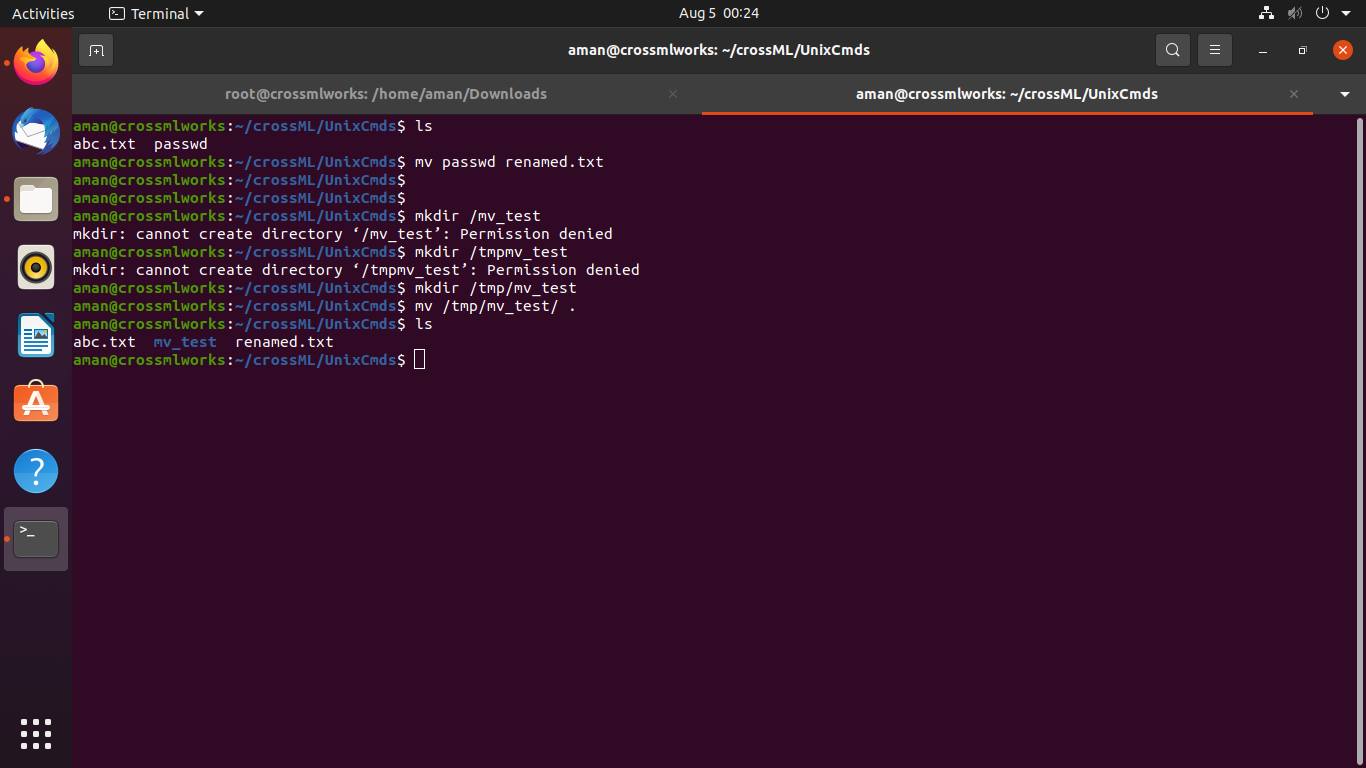 Activities Terminal Aug 5 00:24
aman@crossmlworks: ~/crossML/UnixCmds
root@crossmlworks: /home/aman/Downloads
aman@crossmlworks: ~/crossML/UnixCmds
aman@crossmlworks:~/crossML/UnixCmds$ ls
abc.txt  passwd
aman@crossmlworks:~/crossML/UnixCmds$ mv passwd renamed.txt
aman@crossmlworks:~/crossML/UnixCmds$
aman@crossmlworks:~/crossML/UnixCmds$
aman@crossmlworks:~/crossML/UnixCmds$ mkdir /mv_test
mkdir: cannot create directory ‘/mv_test’: Permission denied
aman@crossmlworks:~/crossML/UnixCmds$ mkdir /tmpmv_test
mkdir: cannot create directory ‘/tmpmv_test’: Permission denied
aman@crossmlworks:~/crossML/UnixCmds$ mkdir /tmp/mv_test
aman@crossmlworks:~/crossML/UnixCmds$ mv /tmp/mv_test/ .
aman@crossmlworks:~/crossML/UnixCmds$ ls
abc.txt  mv_test  renamed.txt
aman@crossmlworks:~/crossML/UnixCmds$